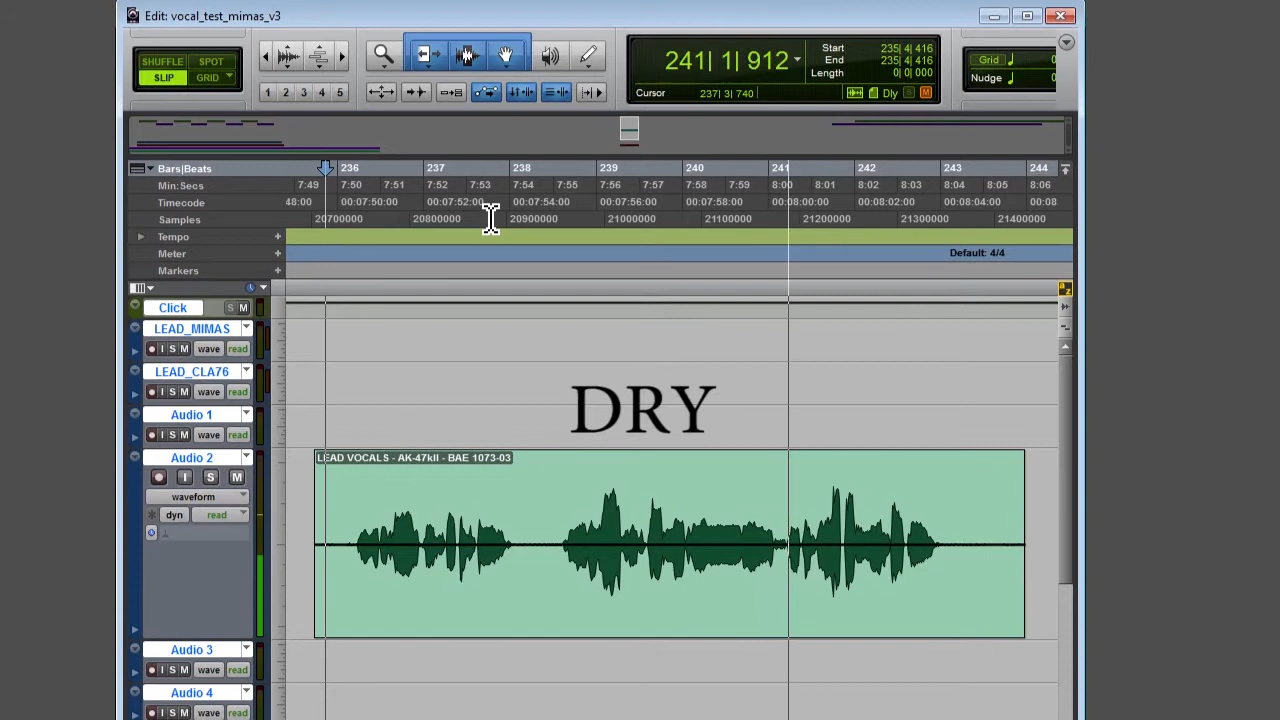 Edit: vocal_test_mimas_v3
SHUFFLE SPOT
SLIP GRID
1 2 3 4 5
241| 1| 912
Start 235| 4| 416
End 235| 4| 416
Length 0| 0| 000
Cursor 237| 3| 740
Dly
M
Grid
Nudge
Bars|Beats 236 237 238 239 240 241 242 243 244
Min:Secs 7:49 7:50 7:51 7:52 7:53 7:54 7:55 7:56 7:57 7:58 7:59 8:00 8:01 8:02 8:03 8:04 8:05 8:06
Timecode 48:00 00:07:50:00 00:07:52:00 00:07:54:00 00:07:56:00 00:07:58:00 00:08:00:00 00:08:02:00 00:08:04:00 00:08
Samples 20700000 20800000 20900000 21000000 21100000 21200000 21300000 21400000
Tempo +
Meter + Default: 4/4
Markers +
a z
Click S M
LEAD_MIMAS
I S M wave read
LEAD_CLA76
I S M wave read
DRY
Audio 1
I S M wave read
Audio 2
LEAD VOCALS - AK-47kII - BAE 1073-03
I S M
waveform
dyn read
Audio 3
I S M wave read
Audio 4
I S M wave read